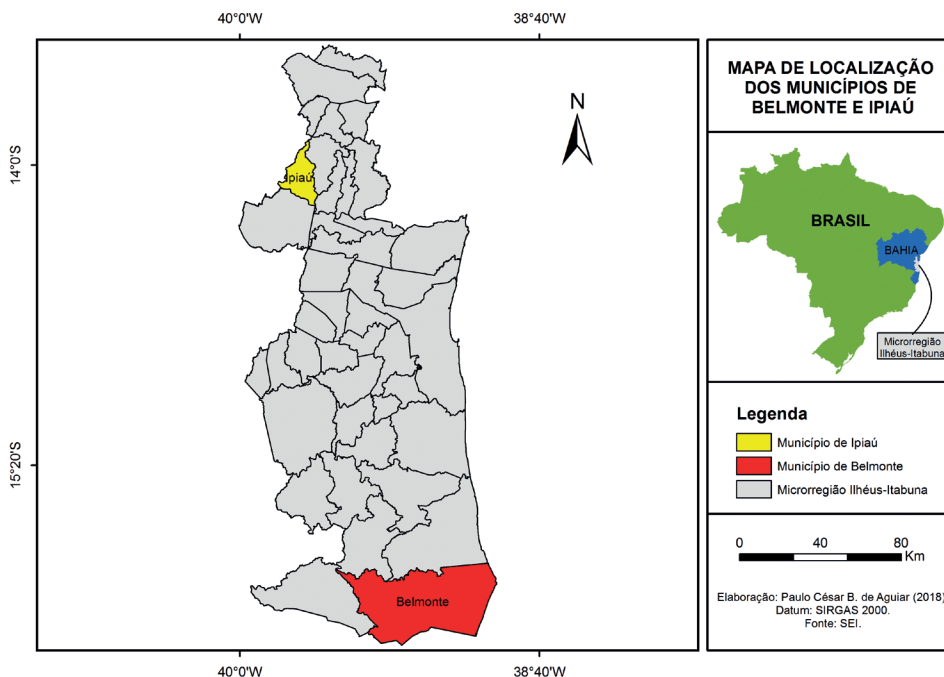 40°0'W
38°40'W
14°0'S
15°20'S
N
Ipiaú
Belmonte
40°0'W
38°40'W
MAPA DE LOCALIZAÇÃO
DOS MUNICÍPIOS DE
BELMONTE E IPIAÚ
BRASIL
BAHIA
Microrregião
Ilhéus-Itabuna
Legenda
Município de Ipiaú
Município de Belmonte
Microrregião Ilhéus-Itabuna
0 40 80
Km
Elaboração: Paulo César B. de Aguiar (2018)
Datum: SIRGAS 2000.
Fonte: SEI.